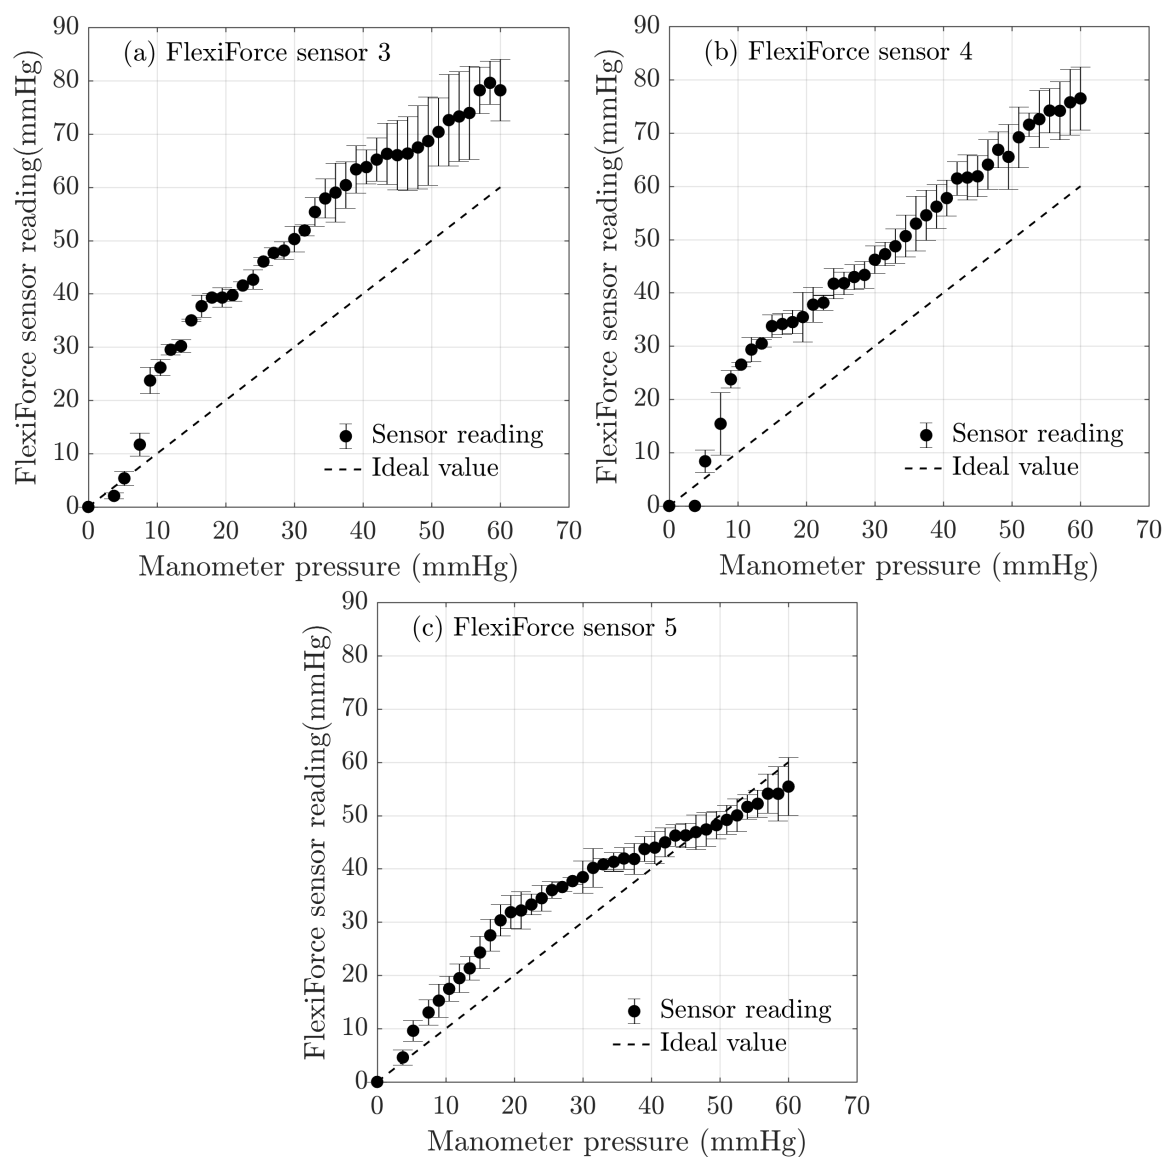 (a) FlexiForce sensor 3
FlexiForce sensor reading(mmHg)
90
80
70
60
50
40
30
20
10
0
Sensor reading
Ideal value
0 10 20 30 40 50 60 70
Manometer pressure (mmHg)
(b) FlexiForce sensor 4
FlexiForce sensor reading(mmHg)
90
80
70
60
50
40
30
20
10
0
Sensor reading
Ideal value
0 10 20 30 40 50 60 70
Manometer pressure (mmHg)
(c) FlexiForce sensor 5
FlexiForce sensor reading(mmHg)
90
80
70
60
50
40
30
20
10
0
Sensor reading
Ideal value
0 10 20 30 40 50 60 70
Manometer pressure (mmHg)